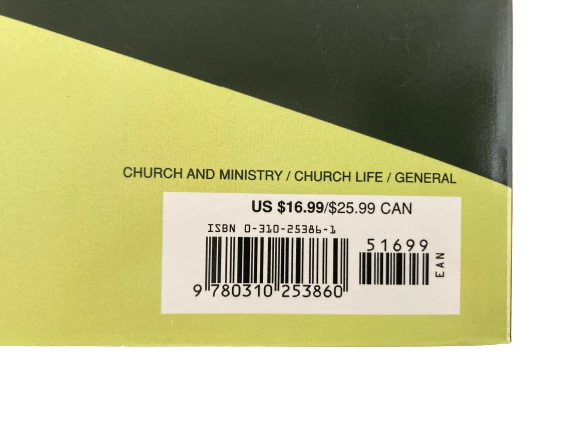 CHURCH AND MINISTRY / CHURCH LIFE / GENERAL
US $16.99/$25.99 CAN
ISBN 0-310-25386-1
51699
EAN
9 780310 253860